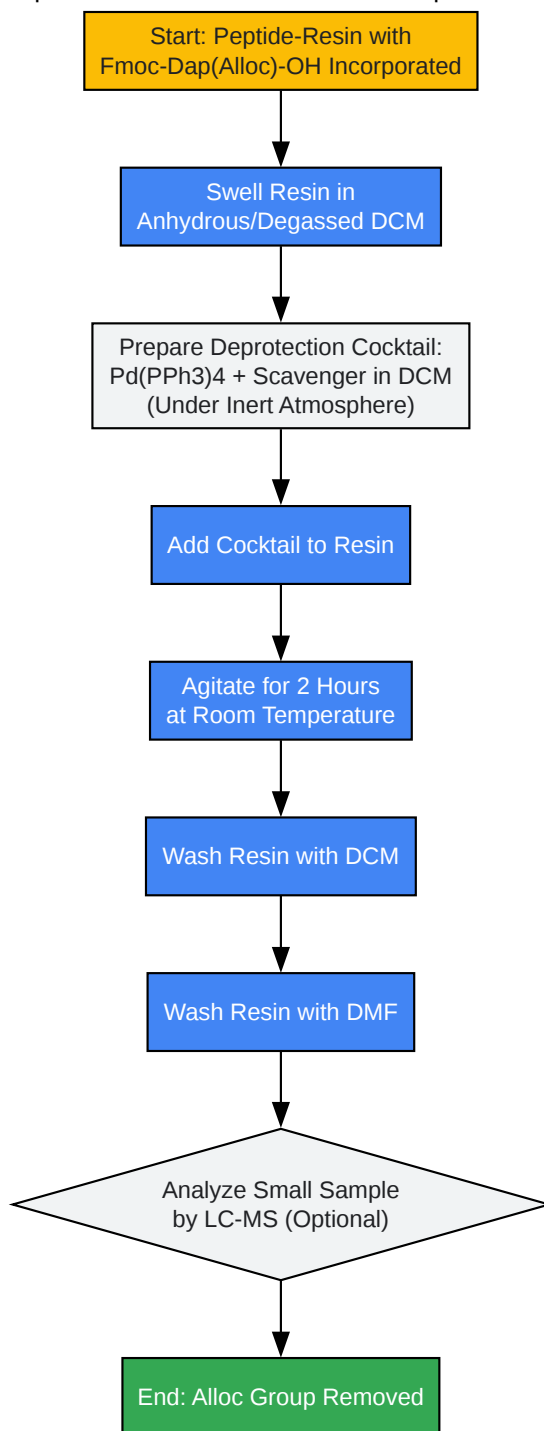 Start: Peptide-Resin with
Fmoc-Dap(Alloc)-OH Incorporated
Swell Resin in
Anhydrous/Degassed DCM
Prepare Deprotection Cocktail:
Pd(PPh3)4 + Scavenger in DCM
(Under Inert Atmosphere)
Add Cocktail to Resin
Agitate for 2 Hours
at Room Temperature
Wash Resin with DCM
Wash Resin with DMF
Analyze Small Sample
by LC-MS (Optional)
End: Alloc Group Removed